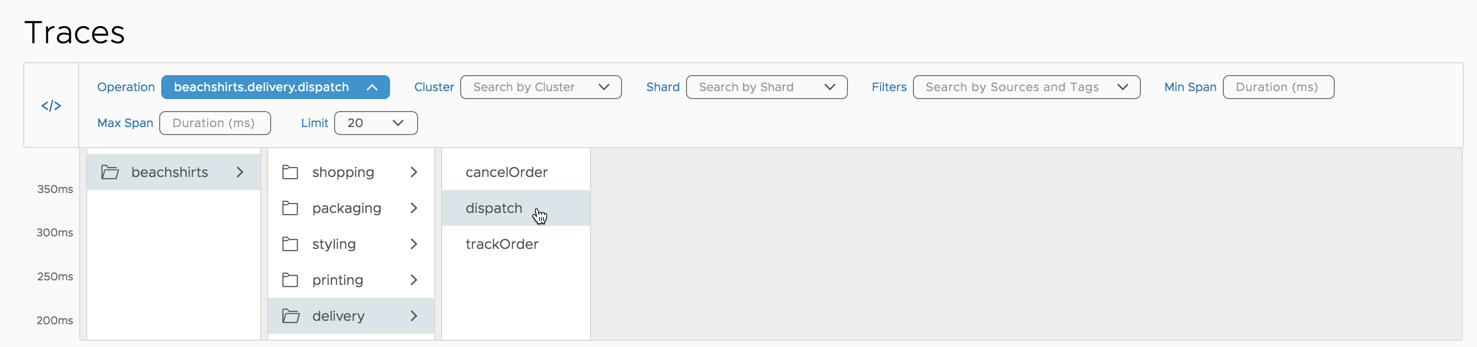 Traces
</> Operation beachshirts.delivery.dispatch Cluster Search by Cluster Shard Search by Shard Filters Search by Sources and Tags Min Span Duration (ms)
Max Span Duration (ms) Limit 20
beachshirts shopping cancelOrder
350ms
packaging dispatch
300ms
styling trackOrder
250ms
printing
200ms
delivery